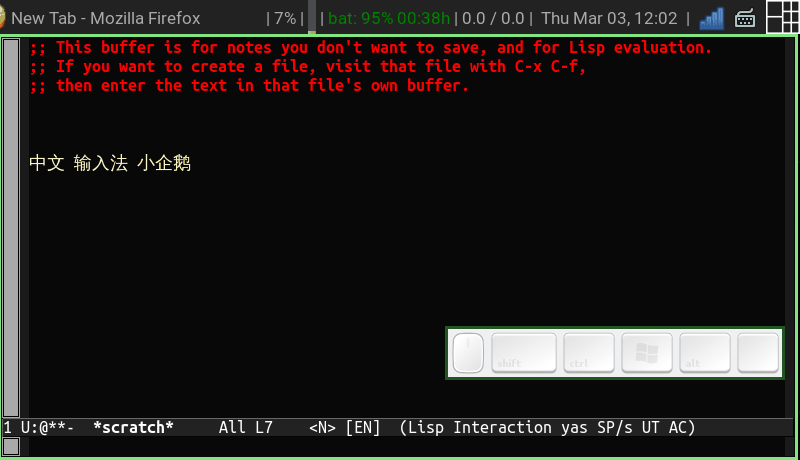 New Tab - Mozilla Firefox | 7% | | bat: 95% 00:38h | 0.0 / 0.0 | Thu Mar 03, 12:02 |
;; This buffer is for notes you don't want to save, and for Lisp evaluation.
;; If you want to create a file, visit that file with C-x C-f,
;; then enter the text in that file's own buffer.
中文 输入法 小企鹅
shift ctrl alt
1 U:@**- *scratch* All L7 <N> [EN] (Lisp Interaction yas SP/s UT AC)